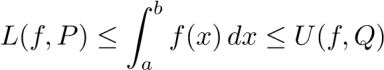 L(f, P) ≤ ∫_a^b f(x) dx ≤ U(f, Q)